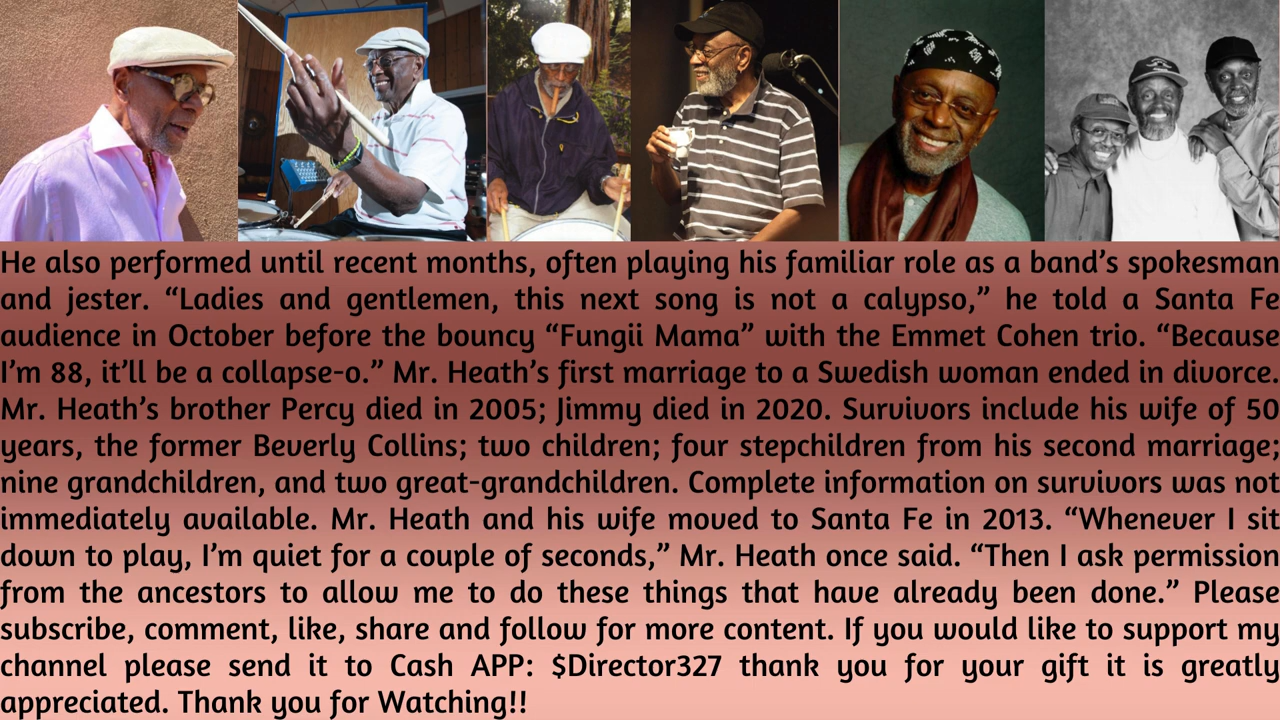 He also performed until recent months, often playing his familiar role as a band’s spokesman
and jester. “Ladies and gentlemen, this next song is not a calypso,” he told a Santa Fe
audience in October before the bouncy “Fungii Mama” with the Emmet Cohen trio. “Because
I’m 88, it’ll be a collapse-o.” Mr. Heath’s first marriage to a Swedish woman ended in divorce.
Mr. Heath’s brother Percy died in 2005; Jimmy died in 2020. Survivors include his wife of 50
years, the former Beverly Collins; two children; four stepchildren from his second marriage;
nine grandchildren, and two great-grandchildren. Complete information on survivors was not
immediately available. Mr. Heath and his wife moved to Santa Fe in 2013. “Whenever I sit
down to play, I’m quiet for a couple of seconds,” Mr. Heath once said. “Then I ask permission
from the ancestors to allow me to do these things that have already been done.” Please
subscribe, comment, like, share and follow for more content. If you would like to support my
channel please send it to Cash APP: $Director327 thank you for your gift it is greatly
appreciated. Thank you for Watching!!